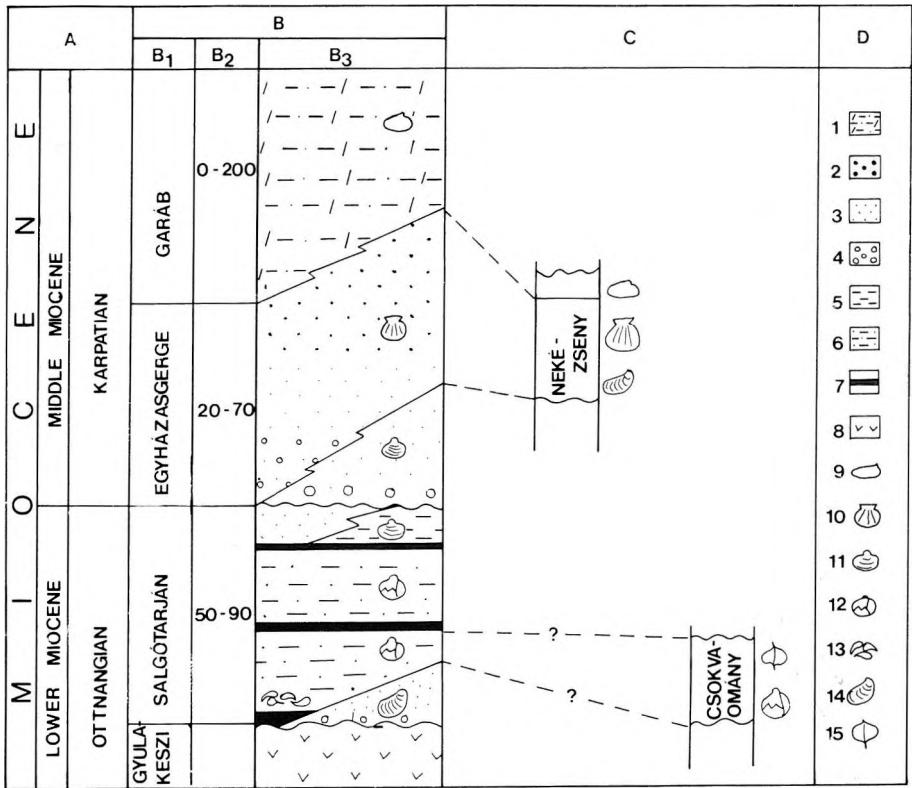 A
B
C
D
B1
B2
B3
MIOCENE
MIDDLE MIOCENE
KARPATIAN
GARÁB
0-200
EGYHÁZASGERGE
20-70
LOWER MIOCENE
OTTNANGIAN
SALGÓTARJÁN
50-90
GYULA-
KESZI
NEKÉ-
ZSENY
?
?
CSOKVA-
OMÁNY
1
2
3
4
5
6
7
8
9
10
11
12
13
14
15